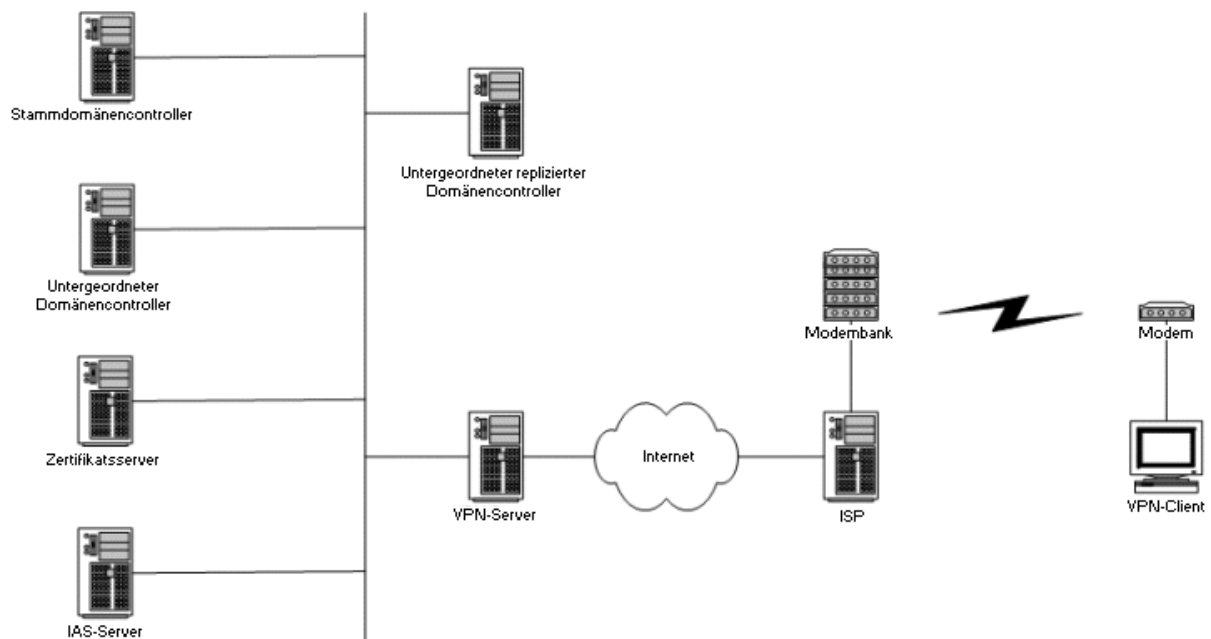 Stammdomänencontroller
Untergeordneter replizierter
Domänencontroller
Untergeordneter
Domänencontroller
Modembank
Modem
Zertifikatsserver
VPN-Server
Internet
ISP
VPN-Client
IAS-Server